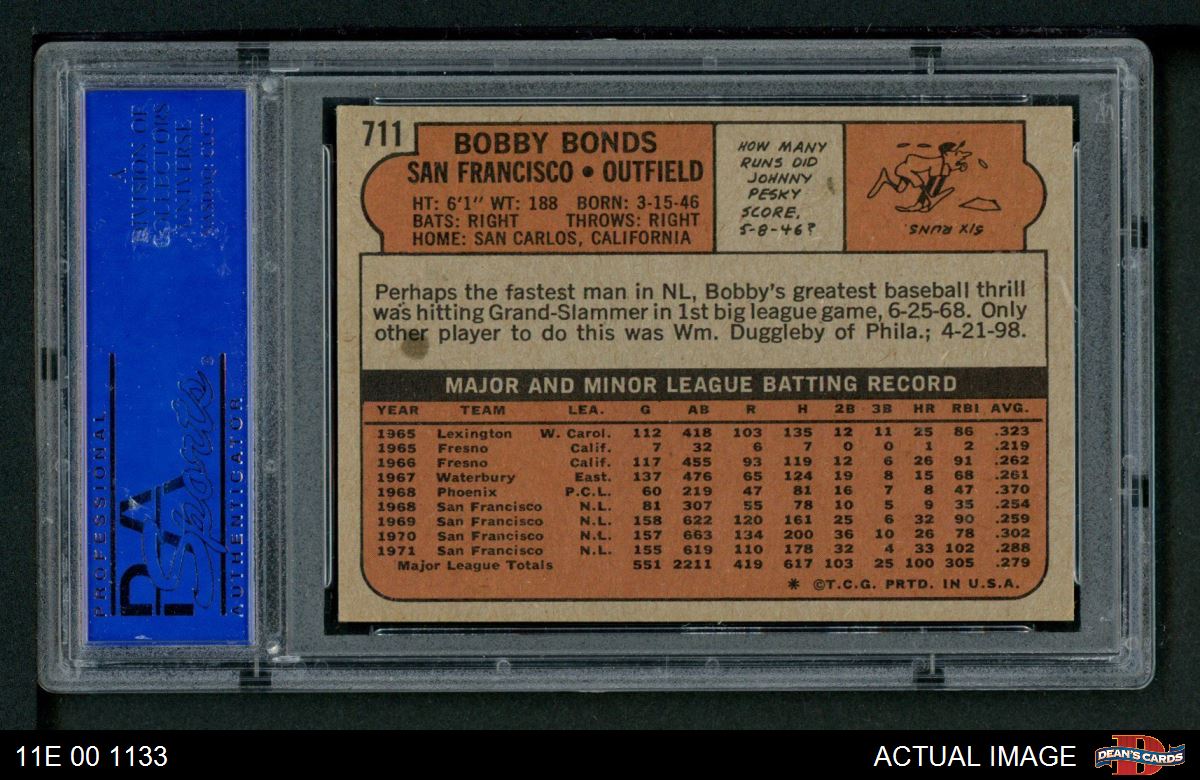 A
DIVISION OF
COLLECTORS
UNIVERSE
NASDAQ: CLCT
PROFESSIONAL
PSA
Sports
AUTHENTICATOR
711
BOBBY BONDS
SAN FRANCISCO • OUTFIELD
HT: 6'1" WT: 188 BORN: 3-15-46
BATS: RIGHT THROWS: RIGHT
HOME: SAN CARLOS, CALIFORNIA
HOW MANY
RUNS DID
JOHNNY
PESKY
SCORE,
5-8-46?
SIX RUNS
Perhaps the fastest man in NL, Bobby's greatest baseball thrill
was hitting Grand-Slammer in 1st big league game, 6-25-68. Only
other player to do this was Wm. Duggleby of Phila.; 4-21-98.
MAJOR AND MINOR LEAGUE BATTING RECORD
YEAR TEAM LEA. G AB R H 2B 3B HR RBI AVG.
1965 Lexington W. Carol. 112 418 103 135 12 11 25 86 .323
1965 Fresno Calif. 7 32 6 7 0 0 1 2 .219
1966 Fresno Calif. 117 455 93 119 12 6 26 91 .262
1967 Waterbury East. 137 476 65 124 19 8 15 68 .261
1968 Phoenix P.C.L. 60 219 47 81 16 7 8 47 .370
1968 San Francisco N.L. 81 307 55 78 10 5 9 35 .254
1969 San Francisco N.L. 158 622 120 161 25 6 32 90 .259
1970 San Francisco N.L. 157 663 134 200 36 10 26 78 .302
1971 San Francisco N.L. 155 619 110 178 32 4 33 102 .288
Major League Totals 551 2211 419 617 103 25 100 305 .279
* ©T.C.G. PRTD. IN U.S.A.
11E 00 1133
ACTUAL IMAGE
DEAN'S CARDS